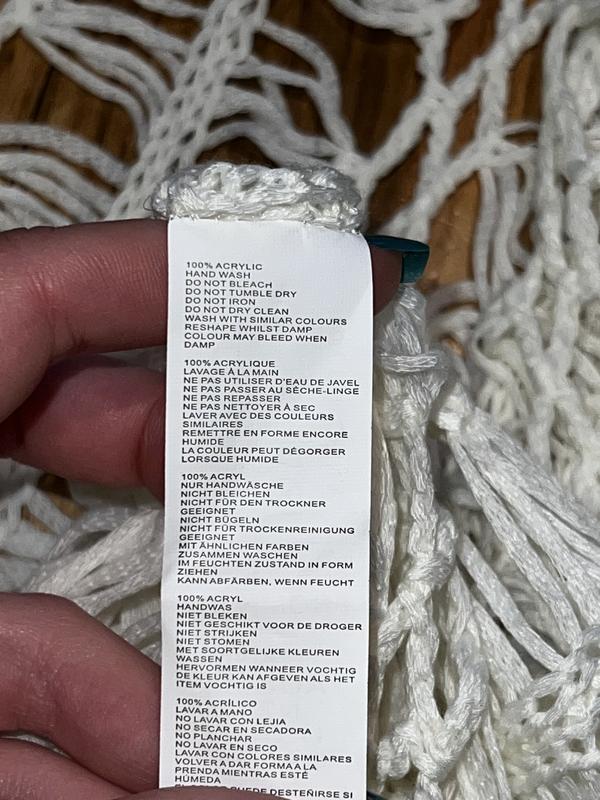 100% ACRYLIC
HAND WASH
DO NOT BLEACH
DO NOT TUMBLE DRY
DO NOT IRON
DO NOT DRY CLEAN
WASH WITH SIMILAR COLOURS
RESHAPE WHILST DAMP
COLOUR MAY BLEED WHEN
DAMP
100% ACRYLIQUE
LAVAGE À LA MAIN
NE PAS UTILISER D'EAU DE JAVEL
NE PAS PASSER AU SÈCHE-LINGE
NE PAS REPASSER
NE PAS NETTOYER À SEC
LAVER AVEC DES COULEURS
SIMILAIRES
REMETTRE EN FORME ENCORE
HUMIDE
LA COULEUR PEUT DÉGORGER
LORSQUE HUMIDE
100% ACRYL
NUR HANDWÄSCHE
NICHT BLEICHEN
NICHT FÜR DEN TROCKNER
GEEIGNET
NICHT BÜGELN
NICHT FÜR TROCKENREINIGUNG
GEEIGNET
MIT ÄHNLICHEN FARBEN
ZUSAMMEN WASCHEN
IM FEUCHTEN ZUSTAND IN FORM
ZIEHEN
KANN ABFÄRBEN, WENN FEUCHT
100% ACRYL
HANDWAS
NIET BLEKEN
NIET GESCHIKT VOOR DE DROGER
NIET STRIJKEN
NIET STOMEN
MET SOORTGELIJKE KLEUREN
WASSEN
HERVORMEN WANNEER VOCHTIG
DE KLEUR KAN AFGEVEN ALS HET
ITEM VOCHTIG IS
100% ACRÍLICO
LAVAR A MANO
NO LAVAR CON LEJIA
NO SECAR EN SECADORA
NO PLANCHAR
NO LAVAR EN SECO
LAVAR CON COLORES SIMILARES
VOLVER A DAR FORMA A LA
PRENDA MIENTRAS ESTÉ
HÚMEDA
PUEDE DESTEÑIRSE SI